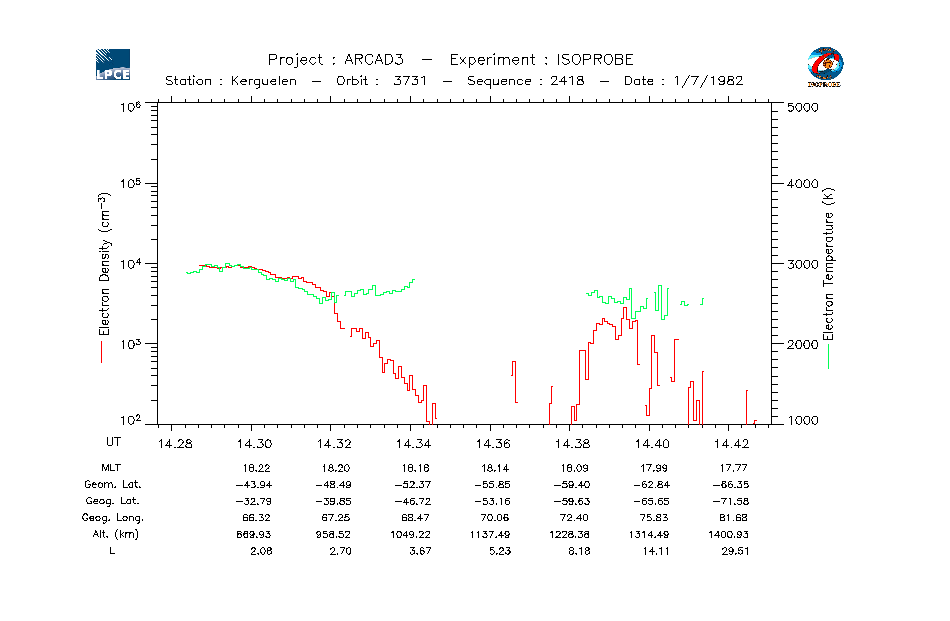 LPCE
Project : ARCAD3 — Experiment : ISOPROBE
ISOPROBE
Station : Kerguelen — Orbit : 3731 — Sequence : 2418 — Date : 1/7/1982
10⁶ 5000
10⁵ 4000
10⁴ 3000
10³ 2000
10² 1000
Electron Density (cm⁻³)
Electron Temperature (K)
UT 14.28 14.30 14.32 14.34 14.36 14.38 14.40 14.42
MLT 18.22 18.20 18.18 18.14 18.09 17.99 17.77
Geom. Lat. −43.94 −48.49 −52.37 −55.85 −59.40 −62.84 −66.35
Geog. Lat. −32.79 −39.85 −46.72 −53.16 −59.63 −65.65 −71.58
Geog. Long. 66.32 67.25 68.47 70.06 72.40 75.83 81.68
Alt. (km) 869.93 958.52 1049.22 1137.49 1228.38 1314.49 1400.93
L 2.08 2.70 3.67 5.23 8.18 14.11 29.51